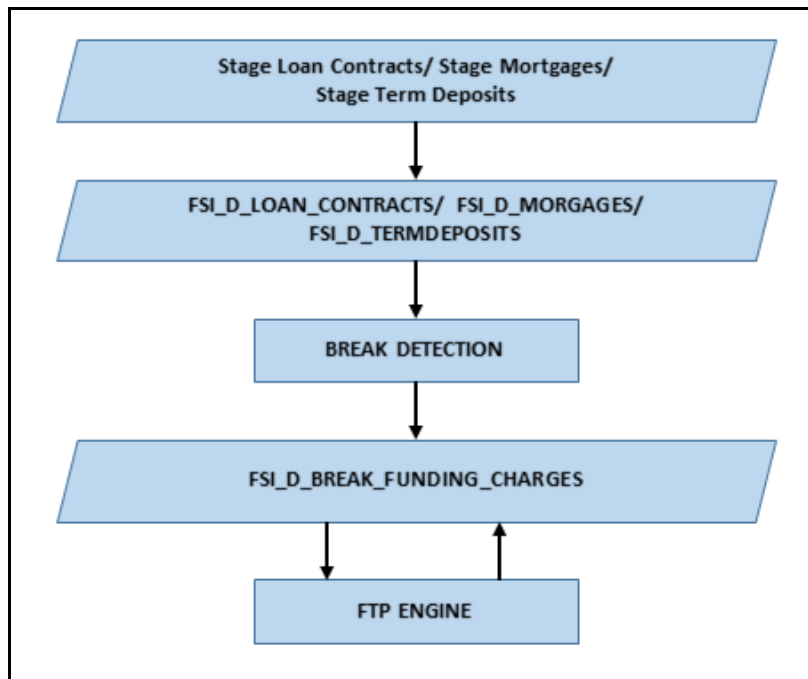 Stage Loan Contracts/ Stage Mortgages/
Stage Term Deposits
FSI_D_LOAN_CONTRACTS/ FSI_D_MORGAGES/
FSI_D_TERMDEPOSITS
BREAK DETECTION
FSI_D_BREAK_FUNDING_CHARGES
FTP ENGINE